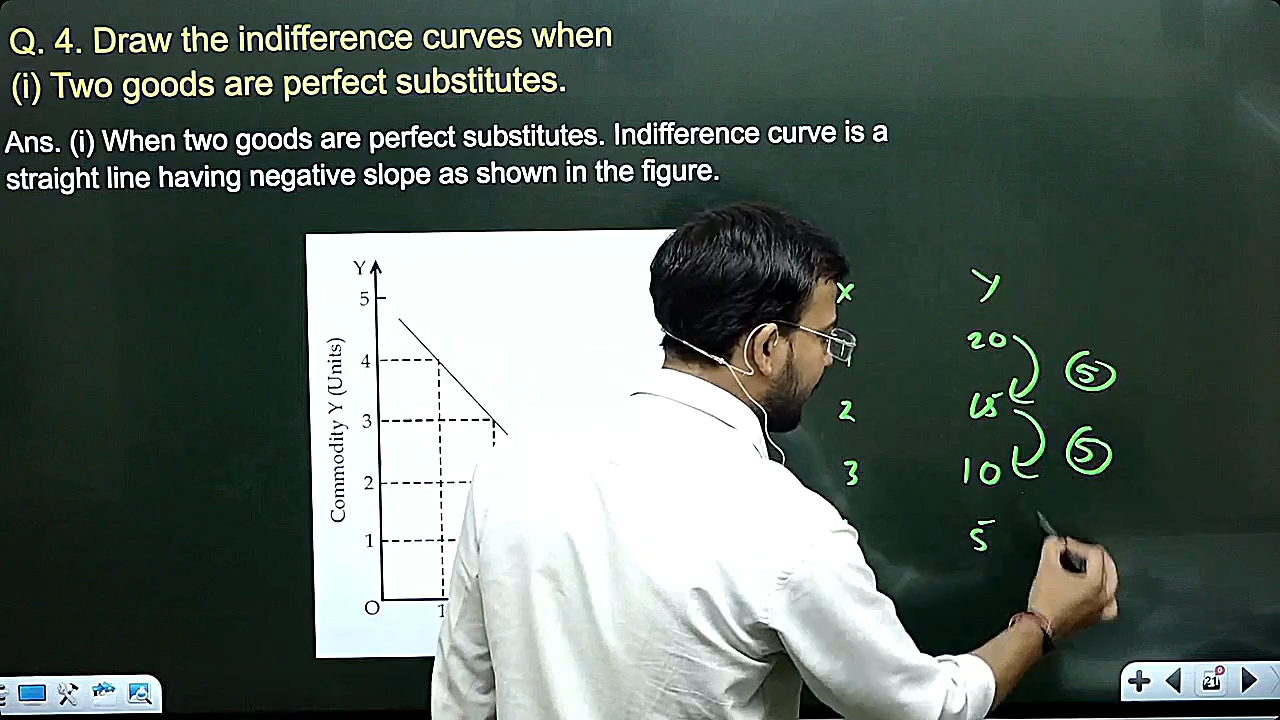 Q. 4. Draw the indifference curves when
(i) Two goods are perfect substitutes.
Ans. (i) When two goods are perfect substitutes. Indifference curve is a
straight line having negative slope as shown in the figure.
Y
5
4
3
2
1
O
1
Commodity Y (Units)
x y
20
5
2 15
5
3 10
5
21